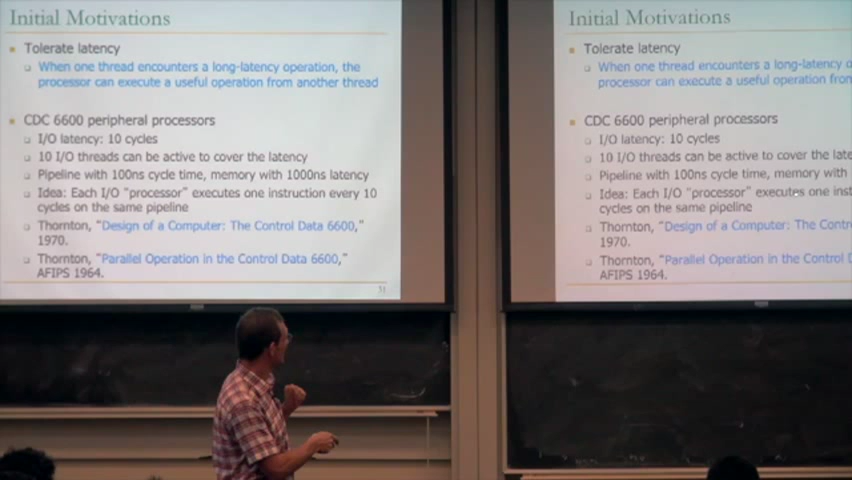 Initial Motivations
Tolerate latency
When one thread encounters a long-latency operation, the
processor can execute a useful operation from another thread
CDC 6600 peripheral processors
I/O latency: 10 cycles
10 I/O threads can be active to cover the latency
Pipeline with 100ns cycle time, memory with 1000ns latency
Idea: Each I/O "processor" executes one instruction every 10
cycles on the same pipeline
Thornton, "Design of a Computer: The Control Data 6600,"
1970.
Thornton, "Parallel Operation in the Control Data 6600,"
AFIPS 1964.
51
Initial Motivations
Tolerate latency
When one thread encounters a long-latency o
processor can execute a useful operation from
CDC 6600 peripheral processors
I/O latency: 10 cycles
10 I/O threads can be active to cover the late
Pipeline with 100ns cycle time, memory with
Idea: Each I/O "processor" executes one inst
cycles on the same pipeline
Thornton, "Design of a Computer: The Contr
1970.
Thornton, "Parallel Operation in the Control D
AFIPS 1964.